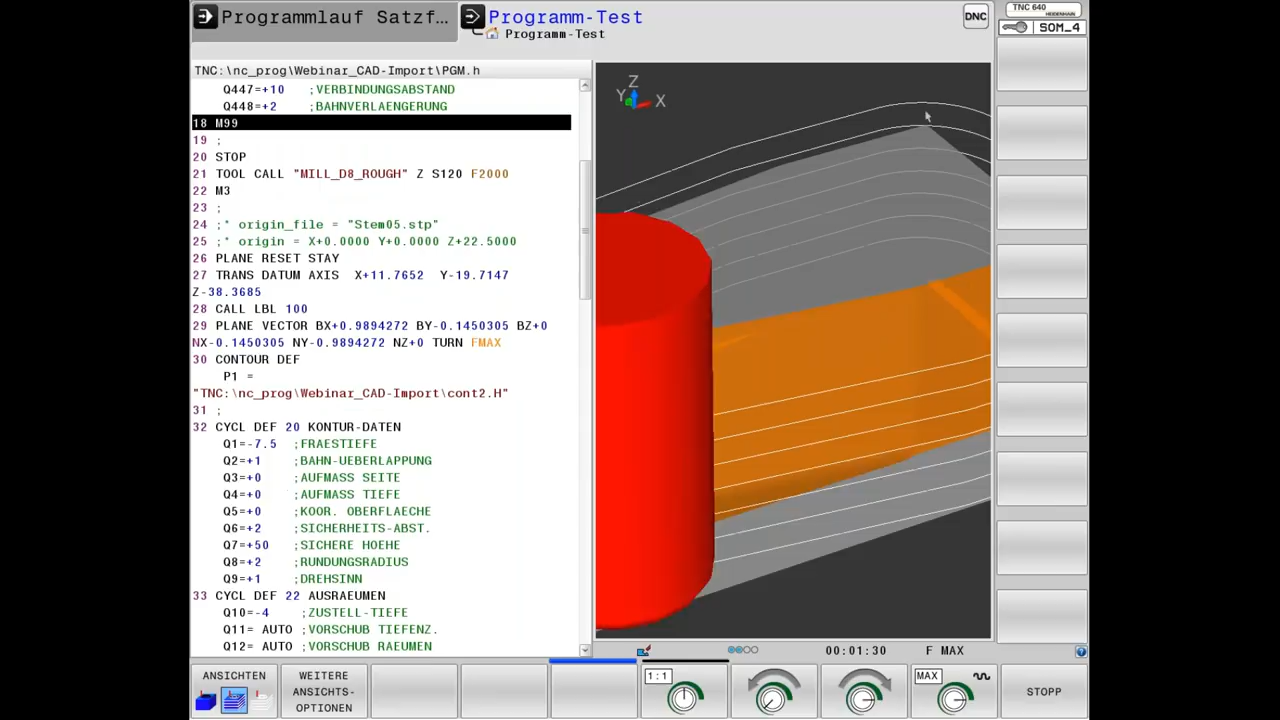 Programmlauf Satzf...
Programm-Test
Programm-Test
DNC
TNC 640
HEIDENHAIN
SOM_4
TNC:\nc_prog\Webinar_CAD-Import\PGM.h
Q447=+10 ;VERBINDUNGSABSTAND
Q448=+2 ;BAHNVERLAENGERUNG
18 M99
19 ;
20 STOP
21 TOOL CALL "MILL_D8_ROUGH" Z S120 F2000
22 M3
23 ;
24 ;* origin_file = "Stem05.stp"
25 ;* origin = X+0.0000 Y+0.0000 Z+22.5000
26 PLANE RESET STAY
27 TRANS DATUM AXIS X+11.7652 Y-19.7147
Z-38.3685
28 CALL LBL 100
29 PLANE VECTOR BX+0.9894272 BY-0.1450305 BZ+0
NX-0.1450305 NY-0.9894272 NZ+0 TURN FMAX
30 CONTOUR DEF
P1 =
"TNC:\nc_prog\Webinar_CAD-Import\cont2.H"
31 ;
32 CYCL DEF 20 KONTUR-DATEN
Q1=-7.5 ;FRAESTIEFE
Q2=+1 ;BAHN-UEBERLAPPUNG
Q3=+0 ;AUFMASS SEITE
Q4=+0 ;AUFMASS TIEFE
Q5=+0 ;KOOR. OBERFLAECHE
Q6=+2 ;SICHERHEITS-ABST.
Q7=+50 ;SICHERE HOEHE
Q8=+2 ;RUNDUNGSRADIUS
Q9=+1 ;DREHSINN
33 CYCL DEF 22 AUSRAEUMEN
Q10=-4 ;ZUSTELL-TIEFE
Q11= AUTO ;VORSCHUB TIEFENZ.
Q12= AUTO ;VORSCHUB RAEUMEN
Z
Y
X
00:01:30 F MAX
ANSICHTEN
WEITERE
ANSICHTS-
OPTIONEN
1:1
MAX
STOPP